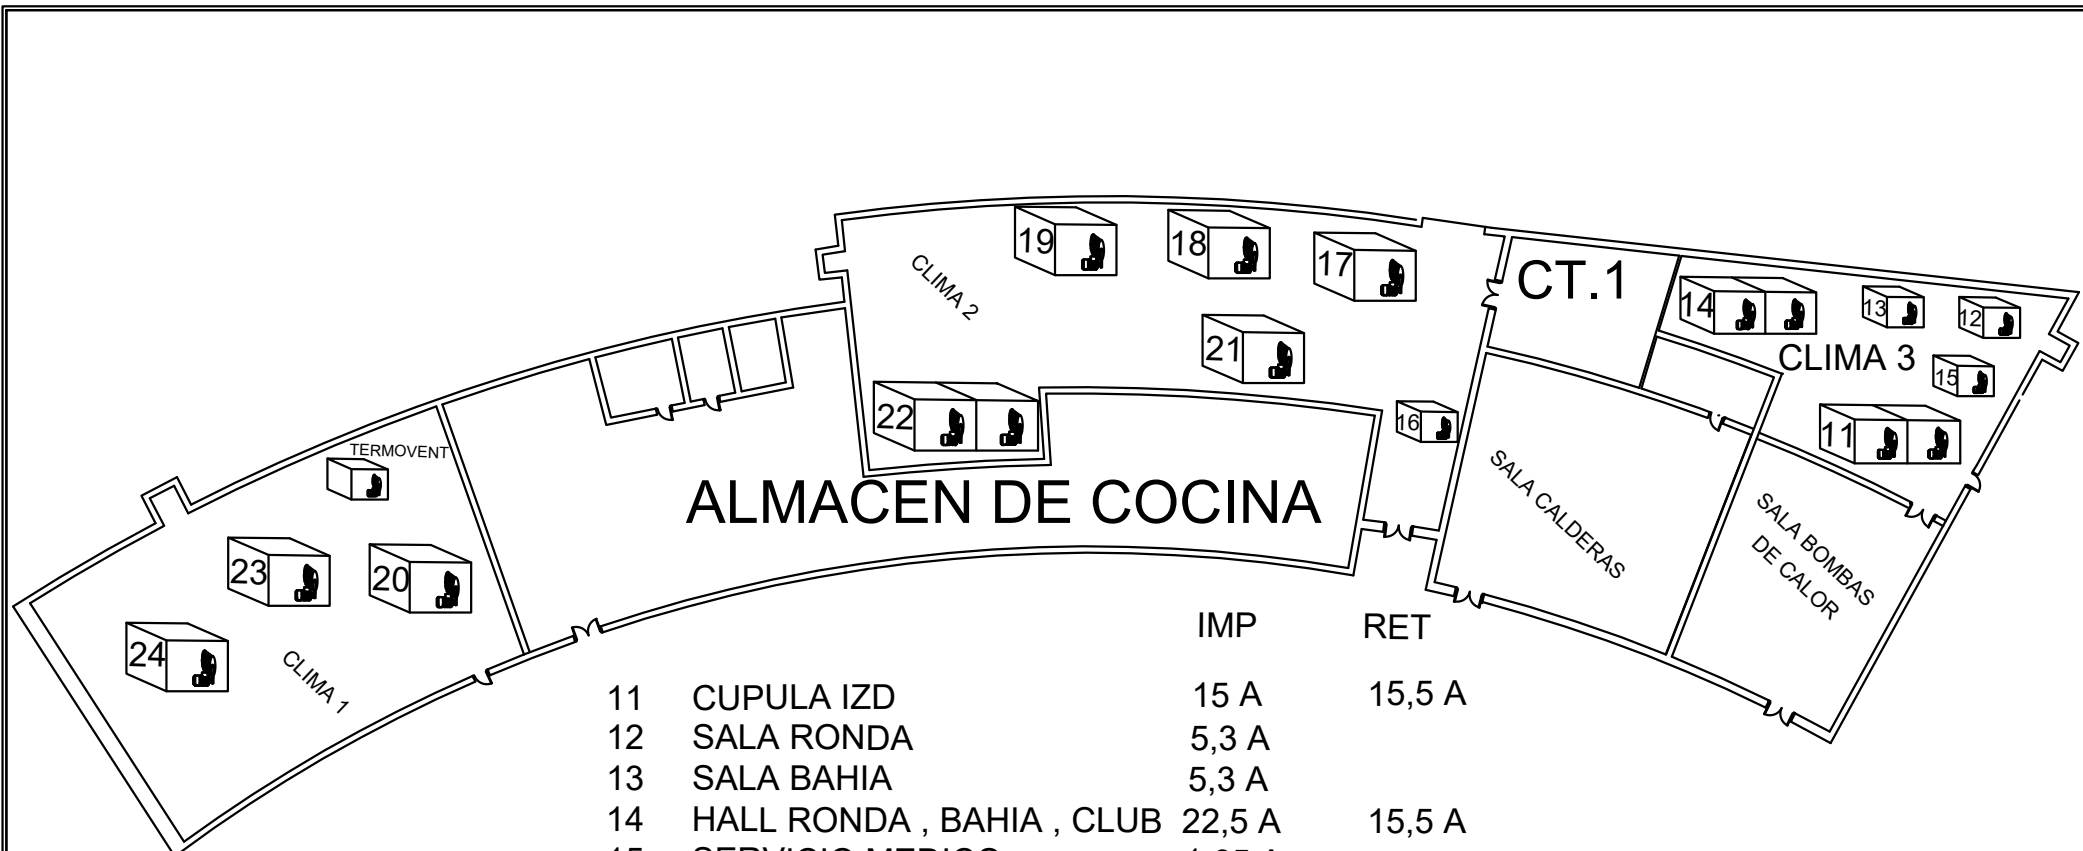 19
18
17
CLIMA 2
CT.1
14
13
12
21
CLIMA 3
15
22
16
11
TERMOVENT
ALMACEN DE COCINA
SALA CALDERAS
SALA BOMBAS
DE CALOR
23
20
24
CLIMA 1
IMP RET
11 CUPULA IZD 15 A 15,5 A
12 SALA RONDA 5,3 A
13 SALA BAHIA 5,3 A
14 HALL RONDA , BAHIA , CLUB 22,5 A 15,5 A
15 SERVICIO MEDICO